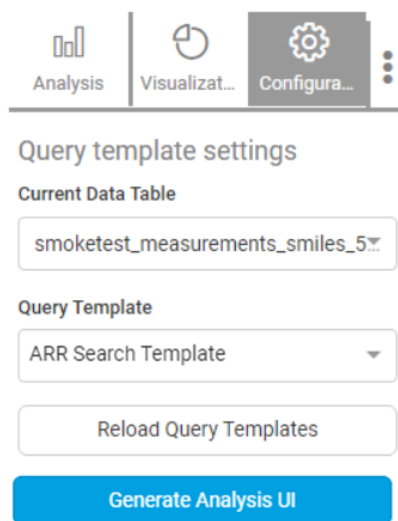 Analysis Visualizat... Configura...
Query template settings
Current Data Table
smoketest_measurements_smiles_5
Query Template
ARR Search Template
Reload Query Templates
Generate Analysis UI